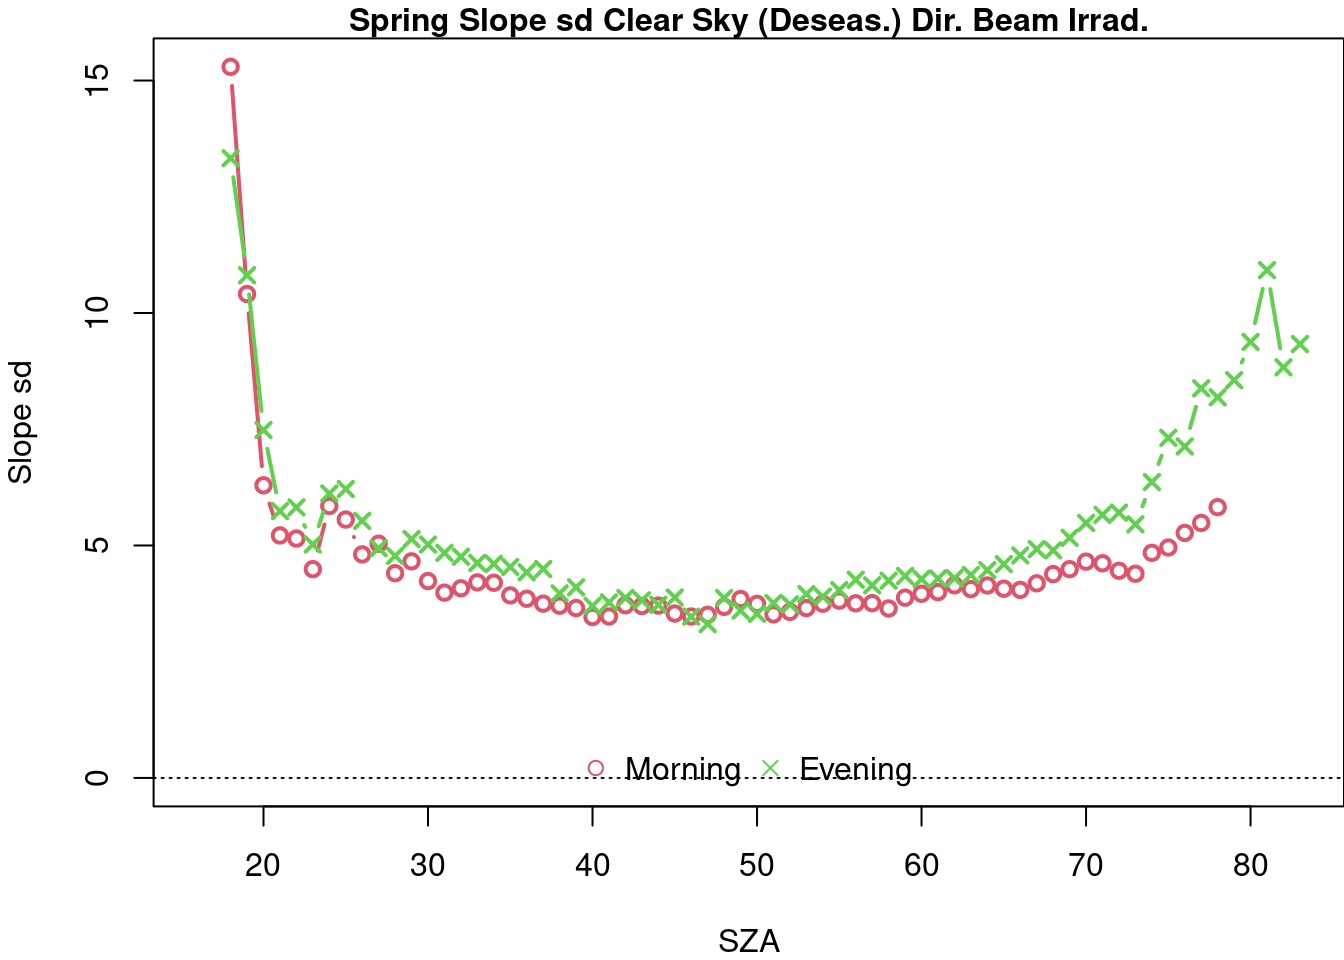 Spring Slope sd Clear Sky (Deseas.) Dir. Beam Irrad.
15
10
5
0
Slope sd
Morning Evening
20 30 40 50 60 70 80
SZA